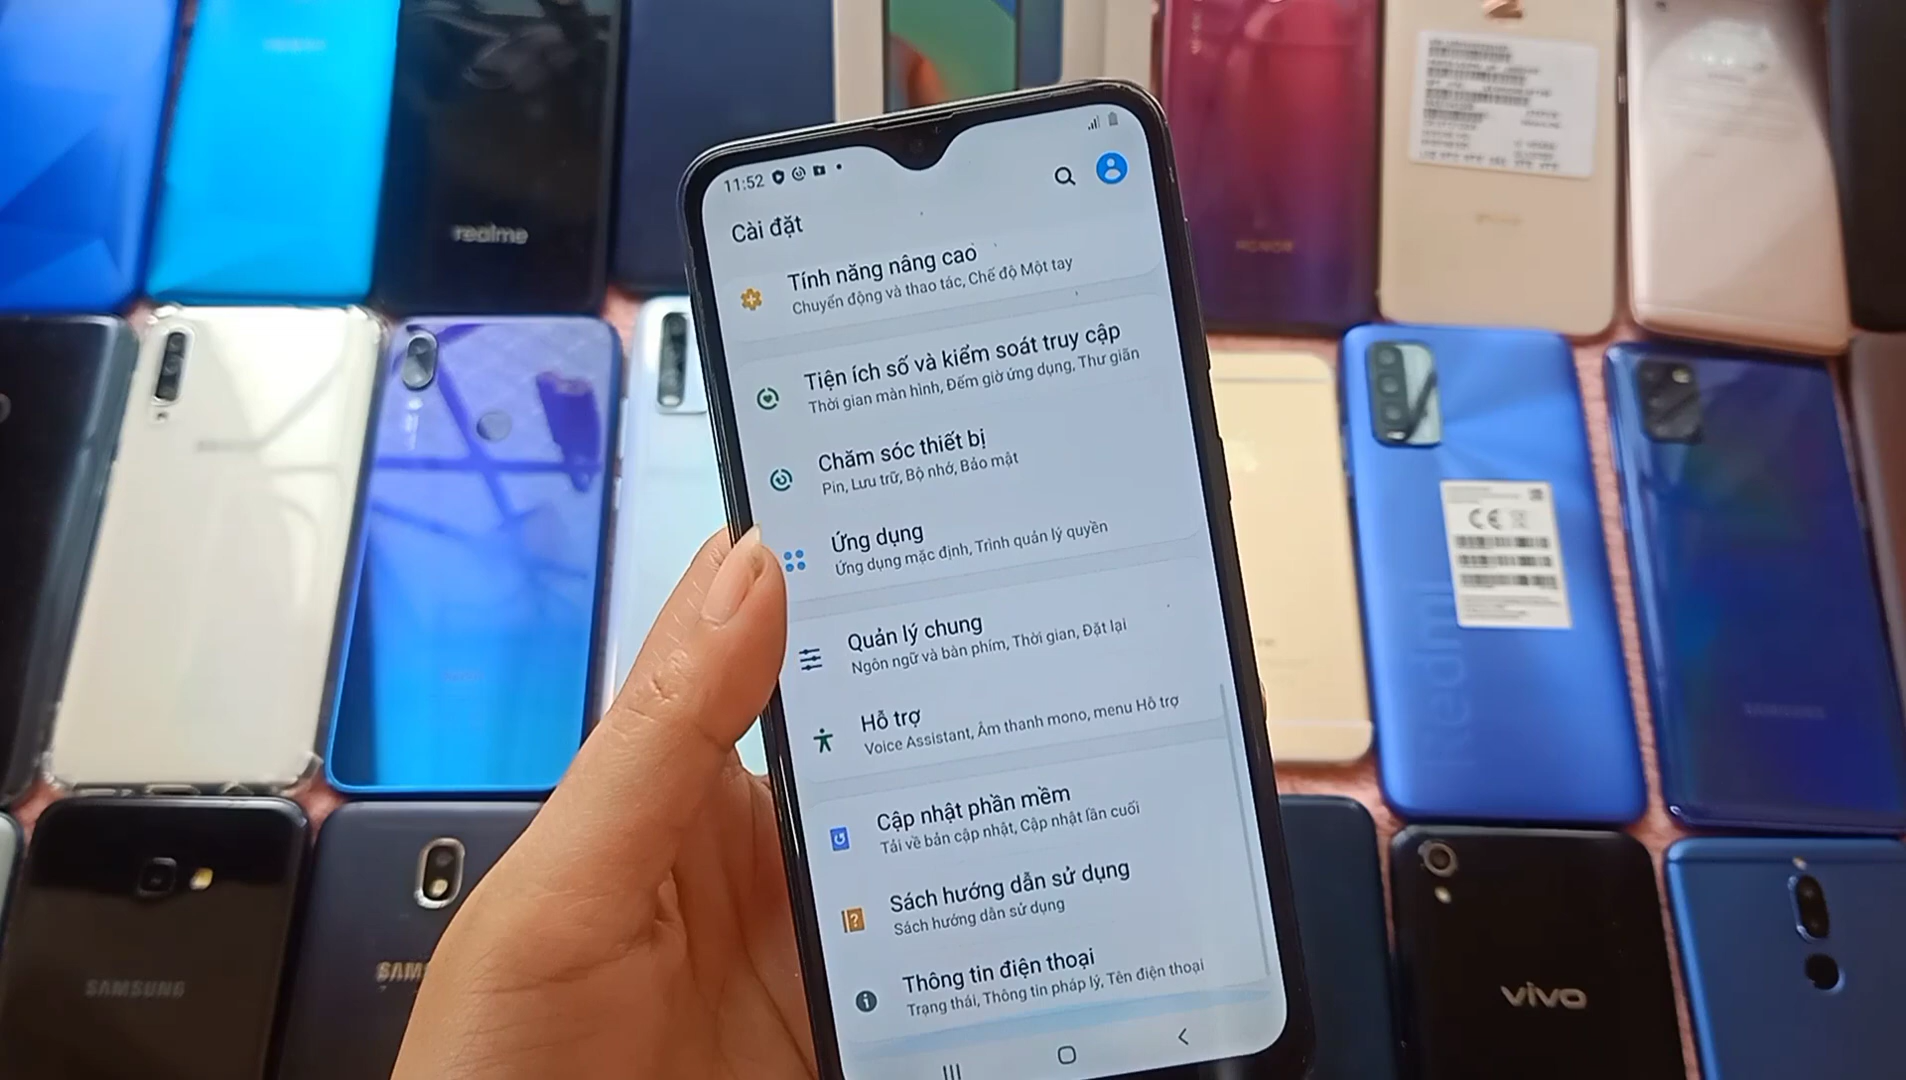 realme
HONOR
11:52
Cài đặt
Tính năng nâng cao
Chuyển động và thao tác, Chế độ Một tay
Tiện ích số và kiểm soát truy cập
Thời gian màn hình, Đếm giờ ứng dụng, Thư giãn
Chăm sóc thiết bị
Pin, Lưu trữ, Bộ nhớ, Bảo mật
Ứng dụng
Ứng dụng mặc định, Trình quản lý quyền
Quản lý chung
Ngôn ngữ và bàn phím, Thời gian, Đặt lại
Hỗ trợ
Voice Assistant, Âm thanh mono, menu Hỗ trợ
Cập nhật phần mềm
Tải về bản cập nhật, Cập nhật lần cuối
Sách hướng dẫn sử dụng
Sách hướng dẫn sử dụng
Thông tin điện thoại
Trạng thái, Thông tin pháp lý, Tên điện thoại
CE
Redmi
SAMSUNG
SAMSUNG
SAM
vivo